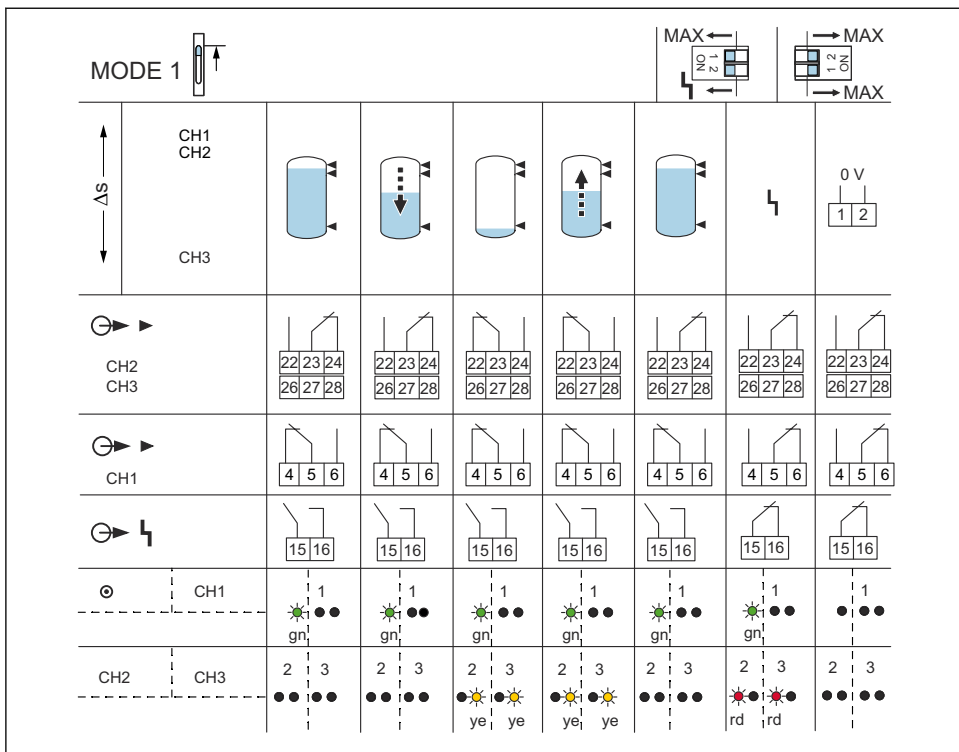 MODE 1
MAX MAX
ON 1 2 1 2 ON
MAX
Δs
CH1
CH2
CH3
0 V
1 2
CH2
CH3
22 23 24 22 23 24 22 23 24 22 23 24 22 23 24 22 23 24 22 23 24
26 27 28 26 27 28 26 27 28 26 27 28 26 27 28 26 27 28 26 27 28
CH1
4 5 6 4 5 6 4 5 6 4 5 6 4 5 6 4 5 6 4 5 6
15 16 15 16 15 16 15 16 15 16 15 16 15 16
CH1 1 1 1 1 1 1 1
gn gn gn gn gn gn
CH2 CH3 2 3 2 3 2 3 2 3 2 3 2 3 2 3
ye ye ye ye rd rd